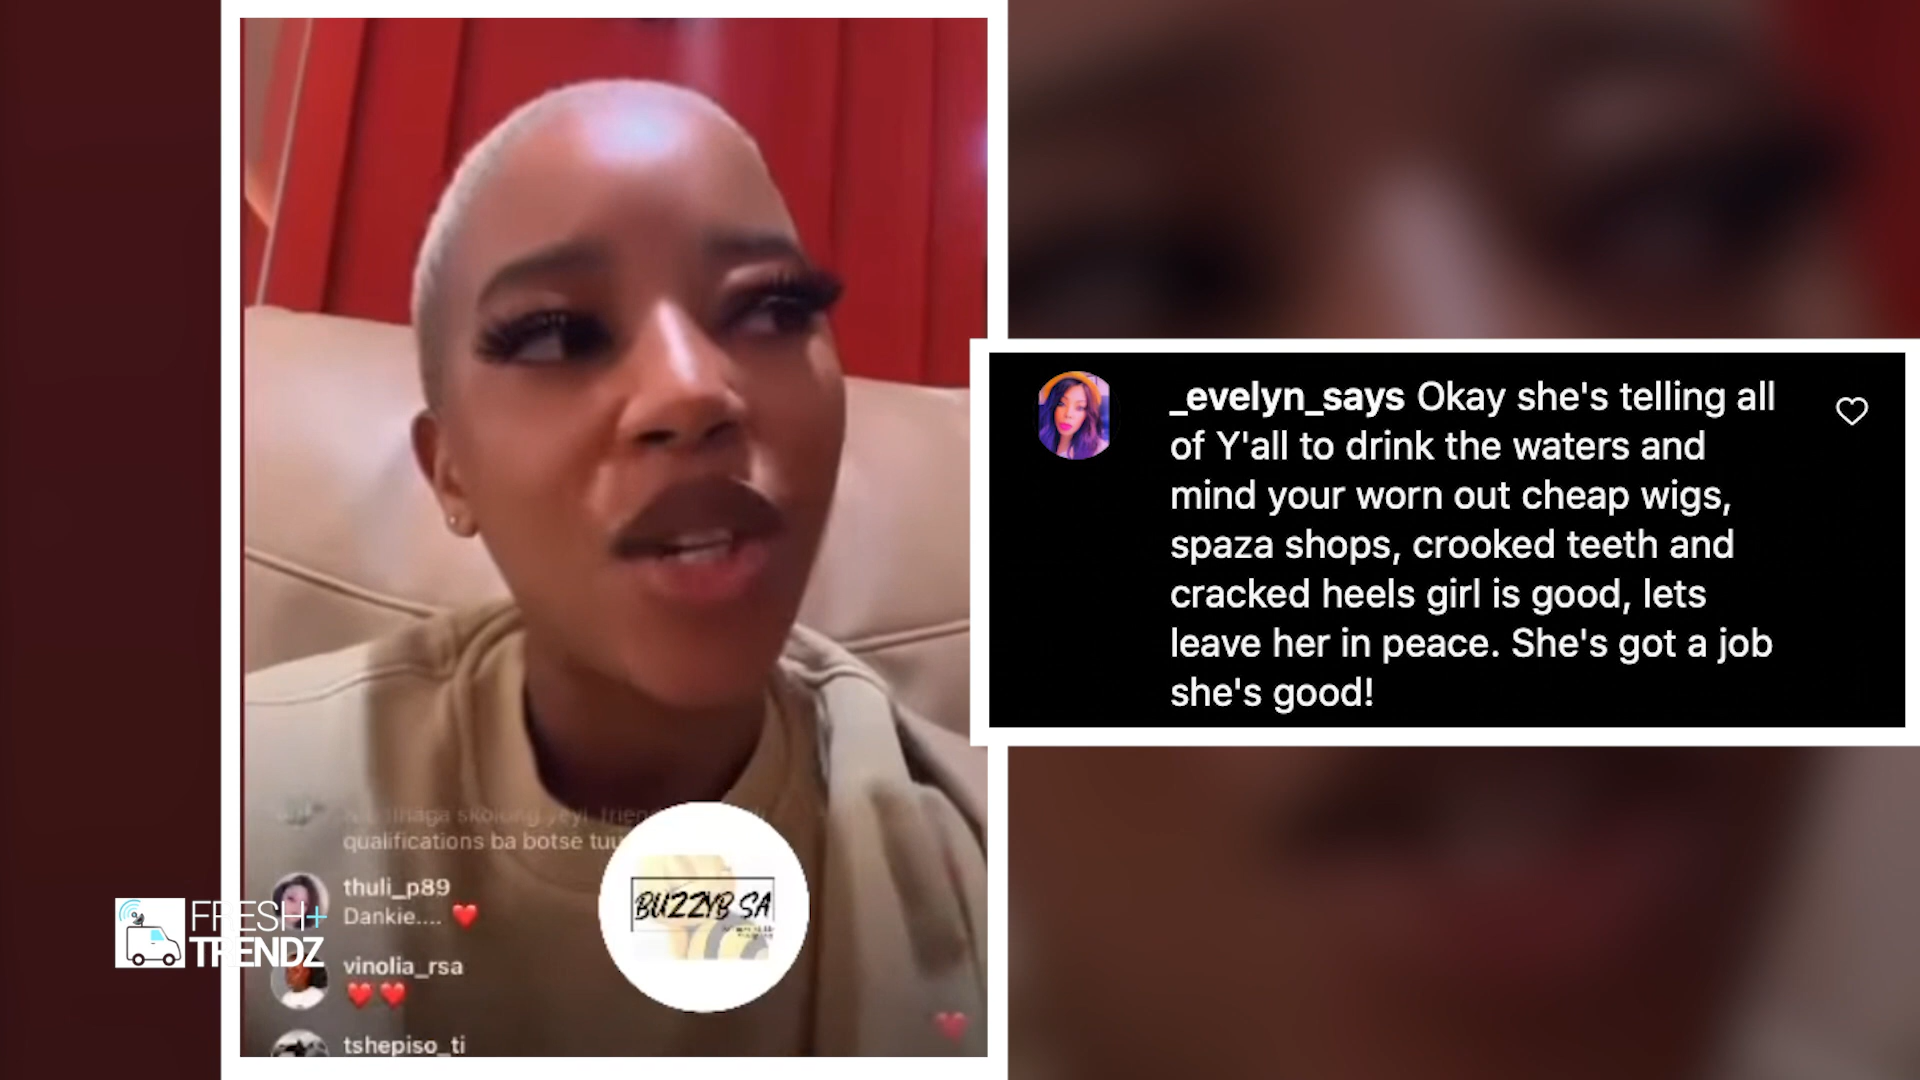 _evelyn_says Okay she's telling all
of Y'all to drink the waters and
mind your worn out cheap wigs,
spaza shops, crooked teeth and
cracked heels girl is good, lets
leave her in peace. She's got a job
she's good!
skolong yeyi
qualifications ba botse
thuli_p89
Dankie.... ❤️
vinolia_rsa
❤️❤️
tshepiso_ti
BUZZYB SA
FRESH+
TRENDZ